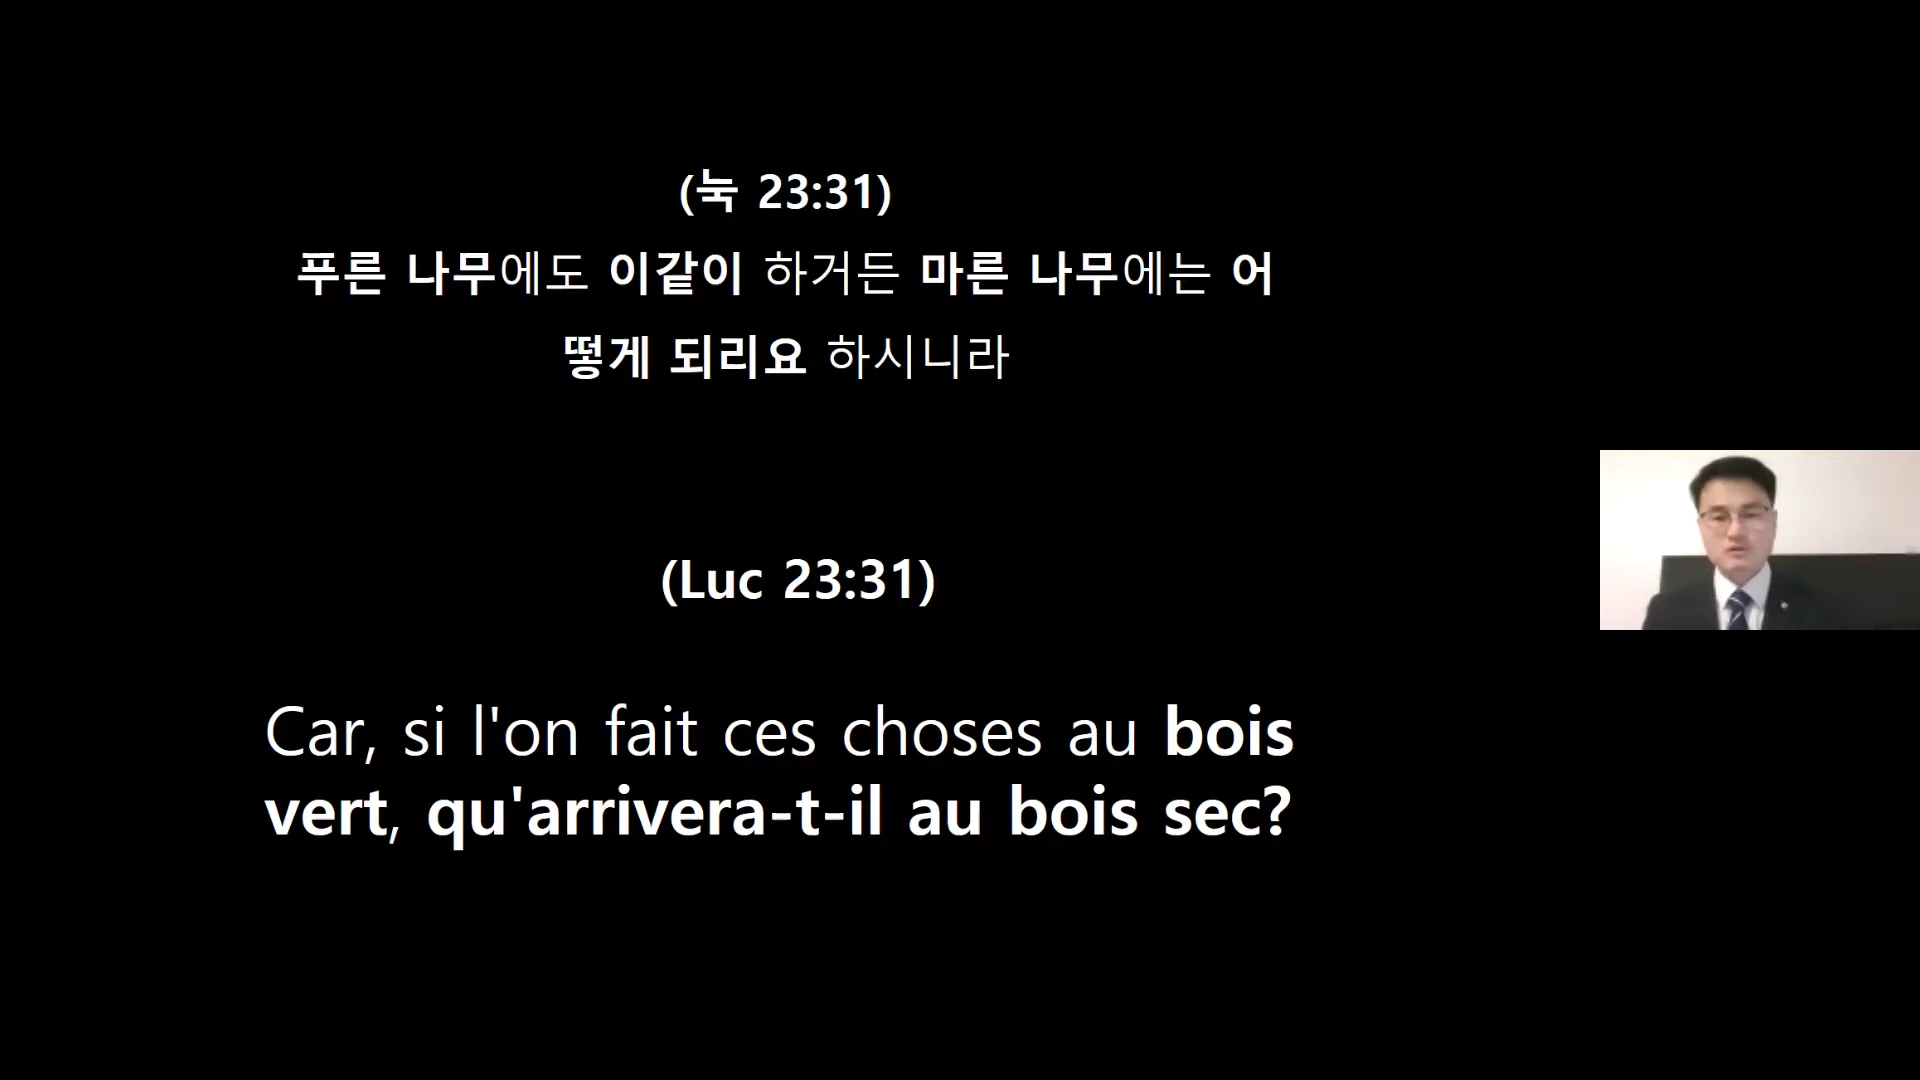 (눅 23:31)
푸른 나무에도 이같이 하거든 마른 나무에는 어
떻게 되리요 하시니라
(Luc 23:31)
Car, si l'on fait ces choses au bois
vert, qu'arrivera-t-il au bois sec?